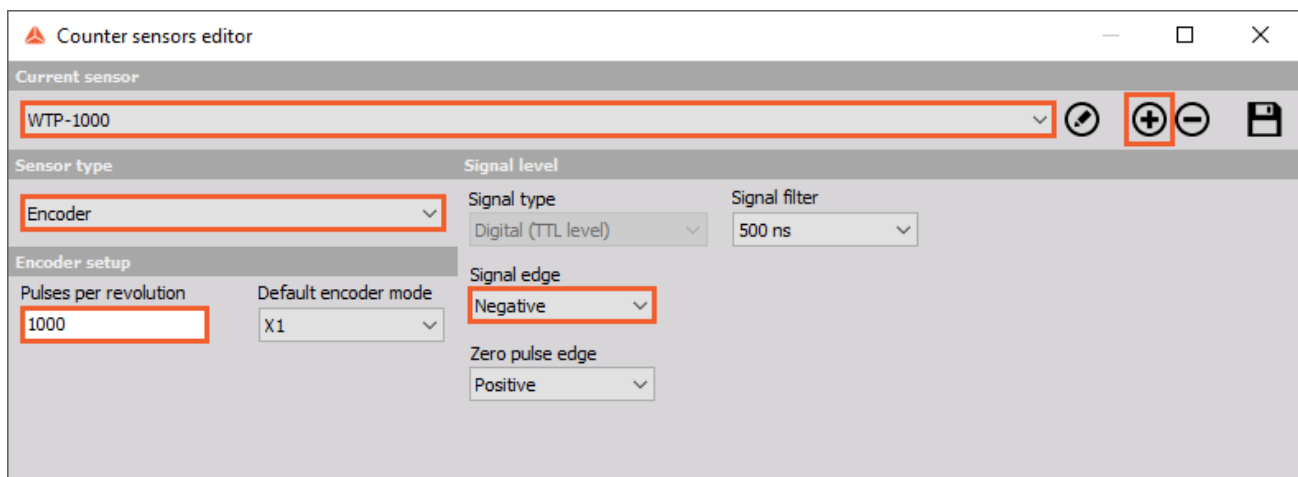 Counter sensors editor
Current sensor
WTP-1000
Sensor type
Encoder
Encoder setup
Pulses per revolution
Default encoder mode
1000
X1
Signal level
Signal type
Signal filter
Digital (TTL level)
500 ns
Signal edge
Negative
Zero pulse edge
Positive